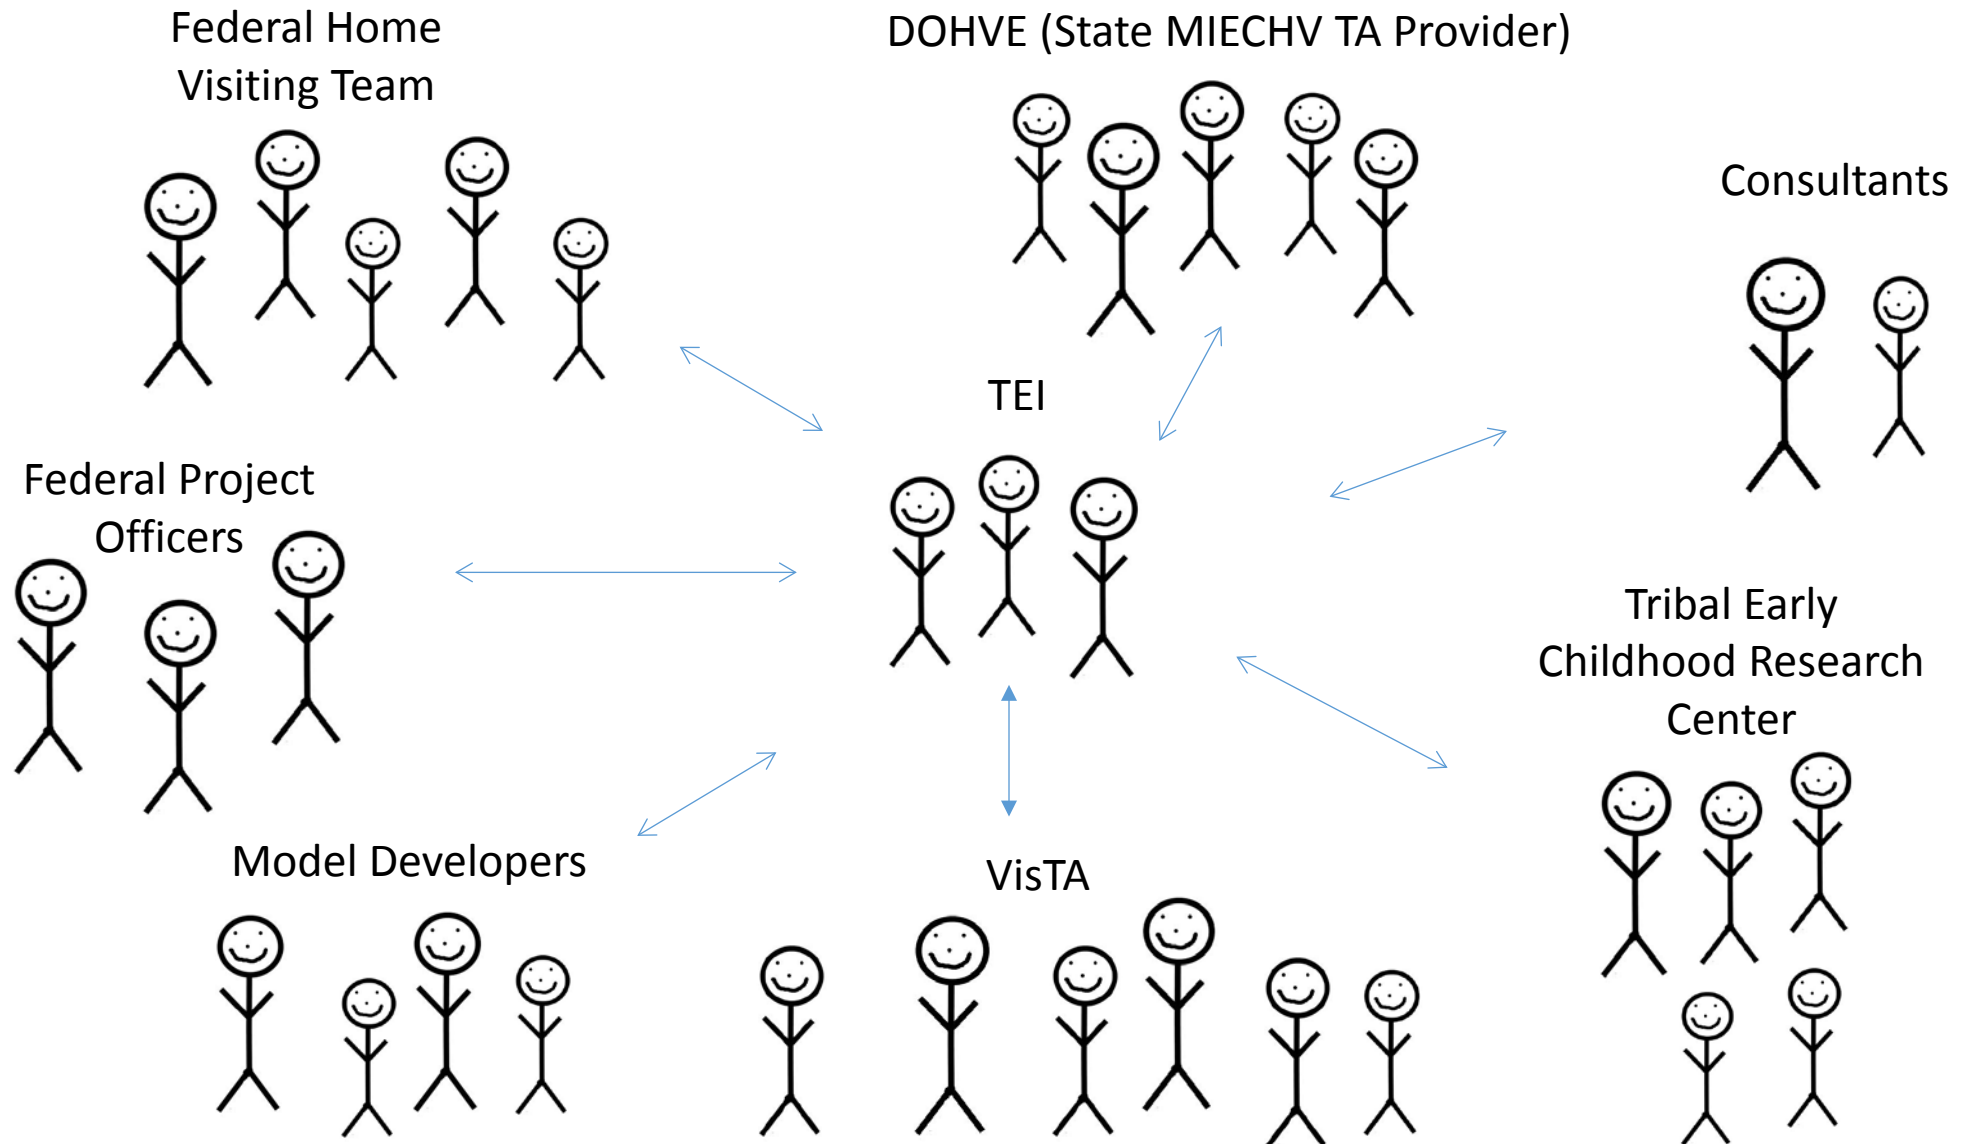 Federal Home
Visiting Team
DOHVE (State MIECHV TA Provider)
Consultants
TEI
Federal Project
Officers
Tribal Early
Childhood Research
Center
Model Developers
VisTA